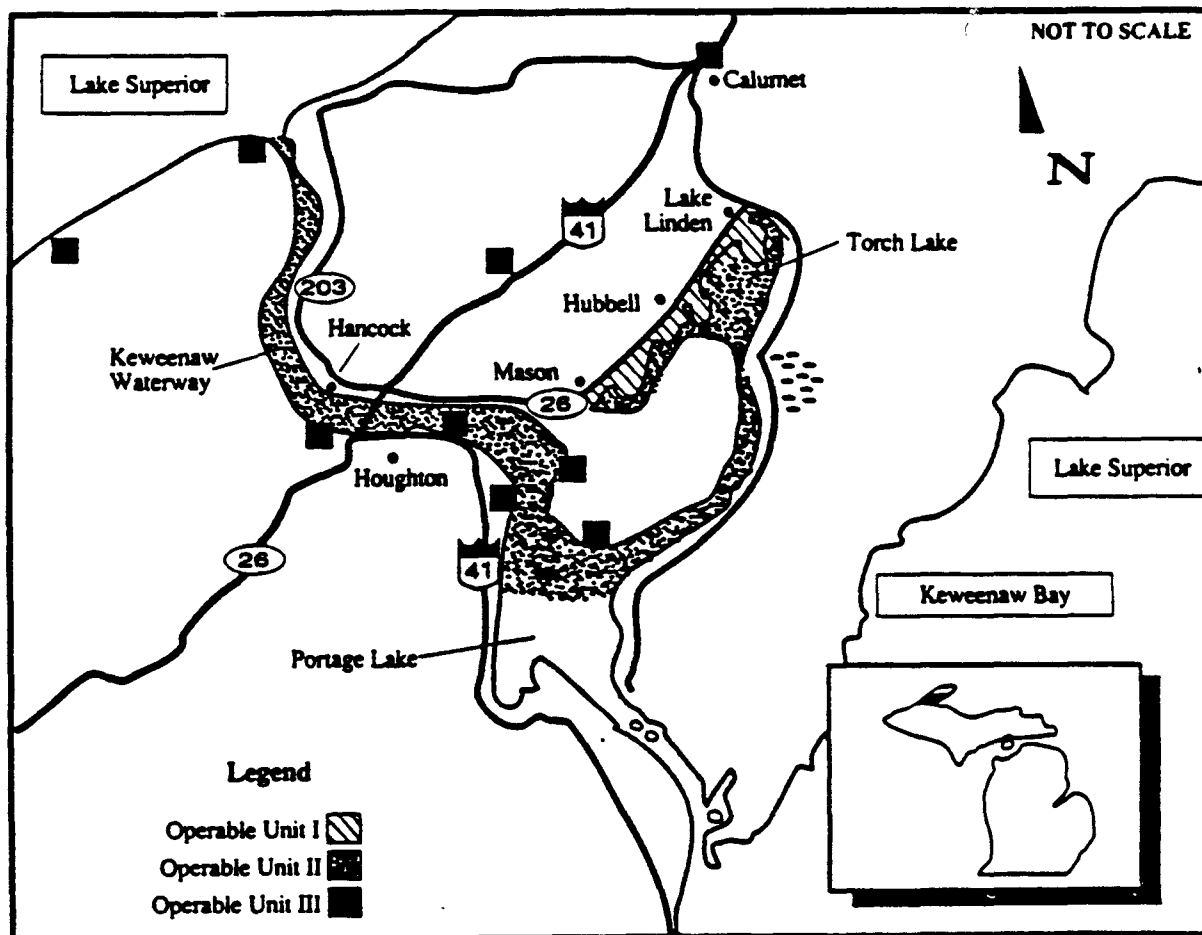 NOT TO SCALE
Lake Superior
Calumet
N
Lake
Linden
41
Torch Lake
203
Hubbell
Hancock
Keweenaw
Waterway
Mason
26
Houghton
Lake Superior
26
41
Keweenaw Bay
Portage Lake
Legend
Operable Unit I
Operable Unit II
Operable Unit III